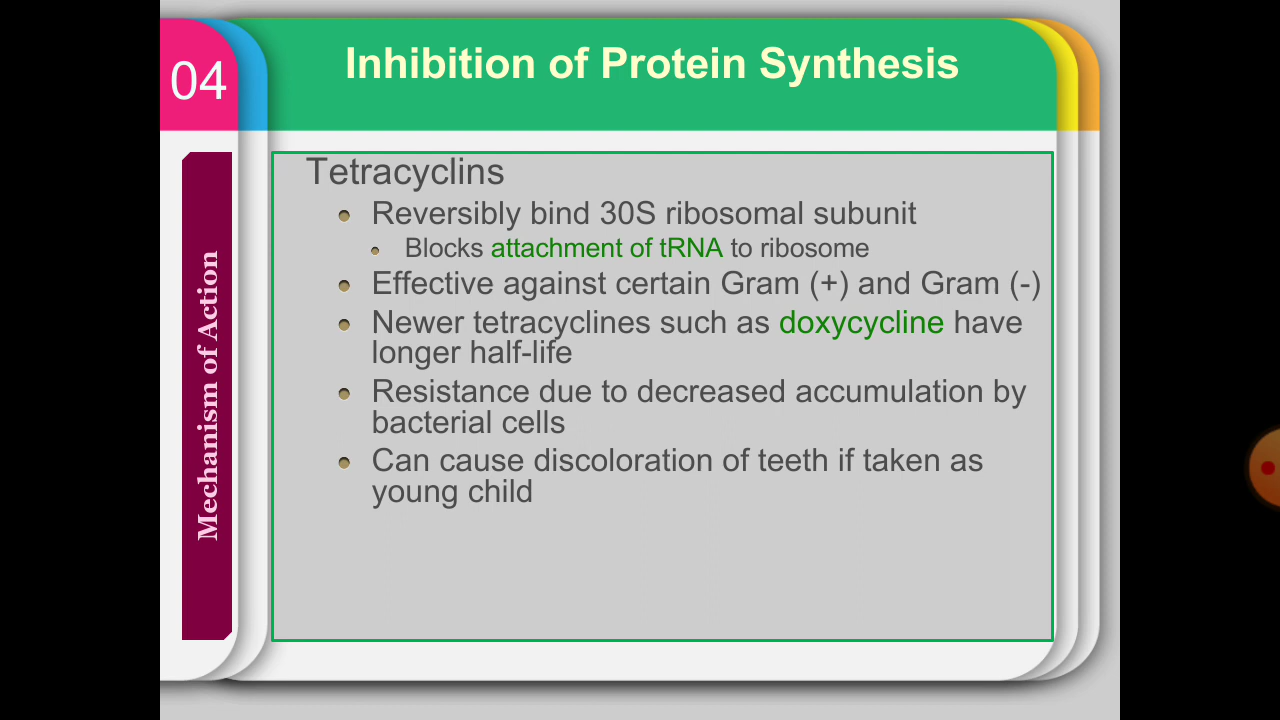 04
Inhibition of Protein Synthesis
Mechanism of Action
Tetracyclins
Reversibly bind 30S ribosomal subunit
Blocks attachment of tRNA to ribosome
Effective against certain Gram (+) and Gram (-)
Newer tetracyclines such as doxycycline have
longer half-life
Resistance due to decreased accumulation by
bacterial cells
Can cause discoloration of teeth if taken as
young child